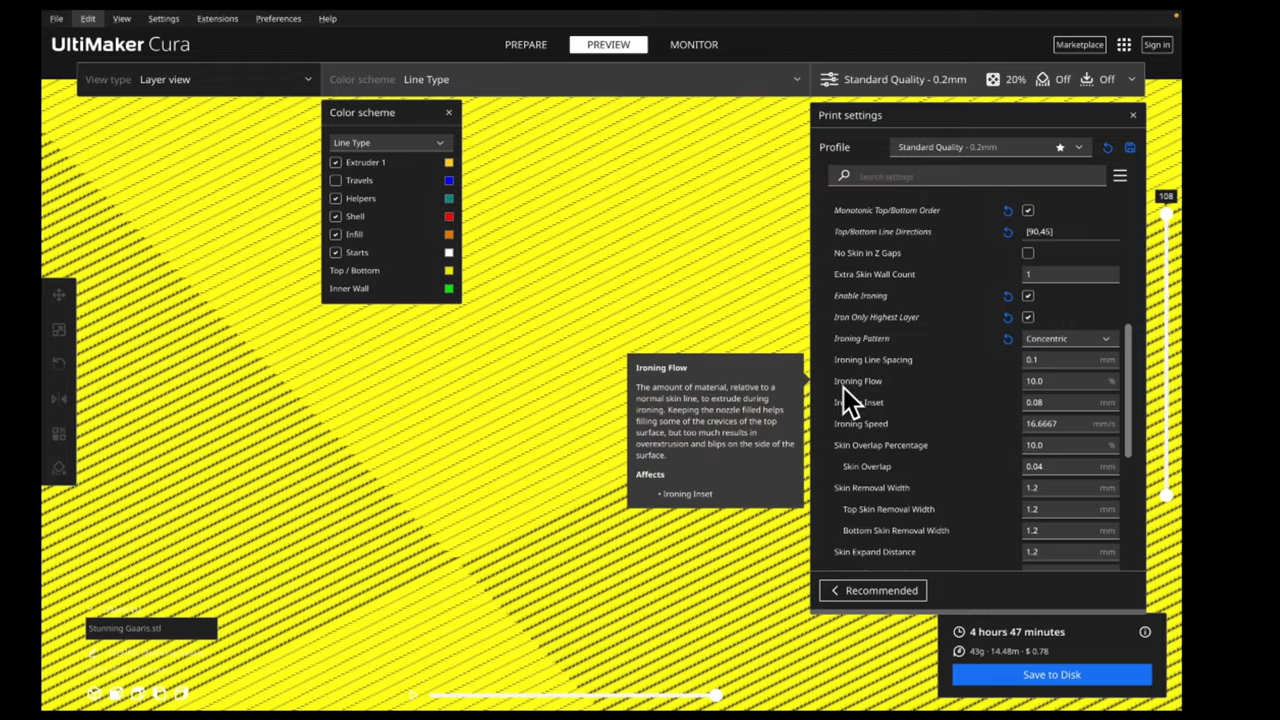 File Edit View Settings Extensions Preferences Help
UltiMaker Cura
PREPARE PREVIEW MONITOR
Marketplace Sign in
View type Layer view
Color scheme Line Type
Standard Quality - 0.2mm 20% Off Off
Color scheme
Line Type
Extruder 1
Travels
Helpers
Shell
Infill
Starts
Top / Bottom
Inner Wall
Print settings
Profile Standard Quality - 0.2mm
Search settings
Monotonic Top/Bottom Order
Top/Bottom Line Directions [90,45]
No Skin in Z Gaps
Extra Skin Wall Count 1
Enable Ironing
Iron Only Highest Layer
Ironing Pattern Concentric
Ironing Line Spacing 0.1 mm
Ironing Flow 10.0 %
Inset 0.08 mm
Ironing Speed 16.6667 mm/s
Skin Overlap Percentage 10.0 %
Skin Overlap 0.04 mm
Skin Removal Width 1.2 mm
Top Skin Removal Width 1.2 mm
Bottom Skin Removal Width 1.2 mm
Skin Expand Distance 1.2 mm
Recommended
108
Ironing Flow
The amount of material, relative to a
normal skin line, to extrude during
ironing. Keeping the nozzle filled helps
filling some of the crevices of the top
surface, but too much results in
overextrusion and blips on the side of the
surface.
Affects
• Ironing Inset
Stunning Gaaris.stl
4 hours 47 minutes
43g · 14.48m · $ 0.78
Save to Disk